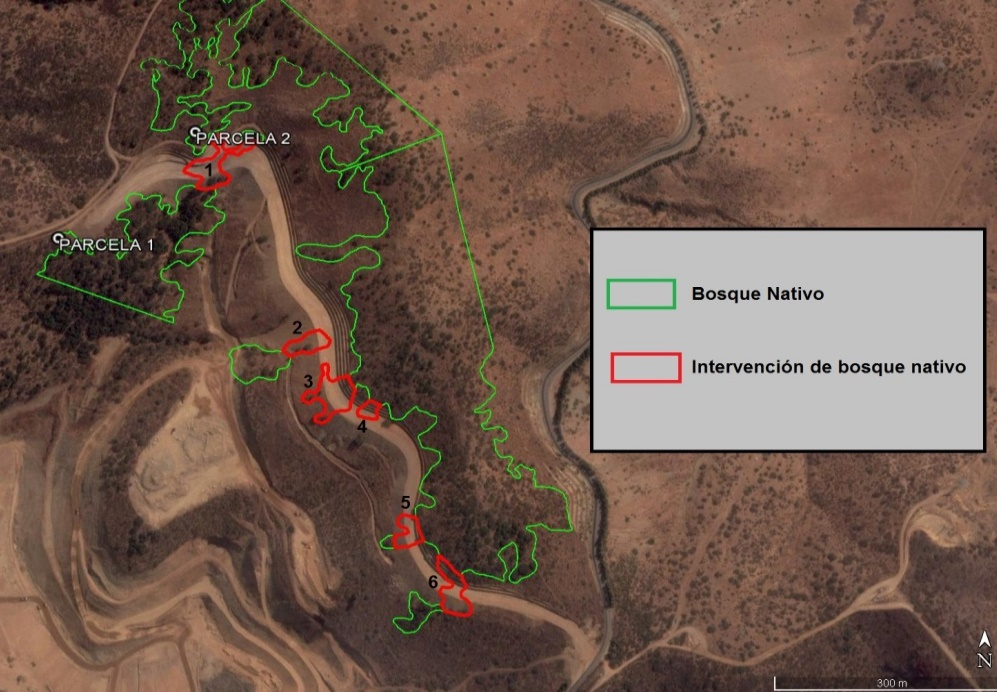 PARCELA 2
1
PARCELA 1
Bosque Nativo
2
Intervención de bosque nativo
3
4
5
6
N
300 m